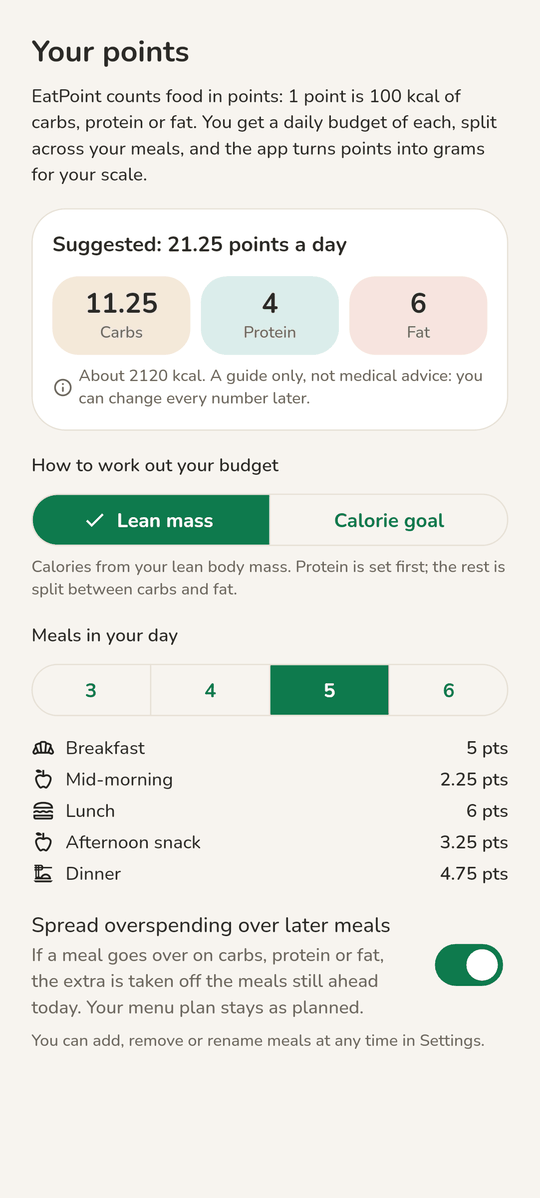 Your points
EatPoint counts food in points: 1 point is 100 kcal of
carbs, protein or fat. You get a daily budget of each, split
across your meals, and the app turns points into grams
for your scale.
Suggested: 21.25 points a day
11.25
Carbs
4
Protein
6
Fat
About 2120 kcal. A guide only, not medical advice: you
can change every number later.
How to work out your budget
Lean mass
Calorie goal
Calories from your lean body mass. Protein is set first; the rest is
split between carbs and fat.
Meals in your day
3
4
5
6
Breakfast 5 pts
Mid-morning 2.25 pts
Lunch 6 pts
Afternoon snack 3.25 pts
Dinner 4.75 pts
Spread overspending over later meals
If a meal goes over on carbs, protein or fat,
the extra is taken off the meals still ahead
today. Your menu plan stays as planned.
You can add, remove or rename meals at any time in Settings.